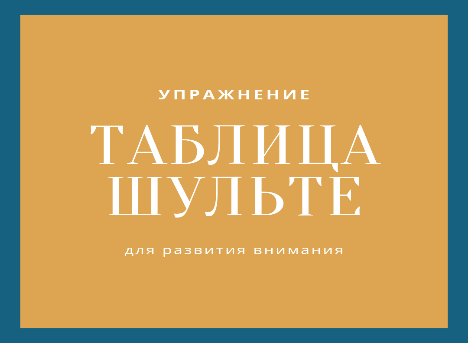 УПРАЖНЕНИЕ
ТАБЛИЦА
ШУЛЬТЕ
для развития внимания